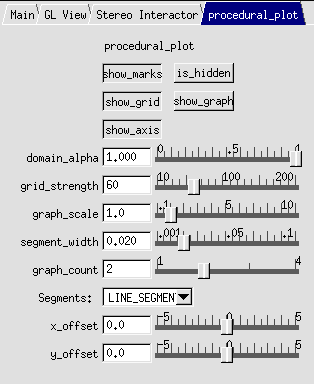 Main GL View Stereo Interactor procedural_plot
procedural_plot
show_marks is_hidden
show_grid show_graph
show_axis
domain_alpha 1.000 0 .5 1
grid_strength 60 10 100 200
graph_scale 1.0 .1 5 10
segment_width 0.020 .001 .05 .1
graph_count 2 1 4
Segments: LINE_SEGMEN
x_offset 0.0 -5 0 5
y_offset 0.0 -5 0 5